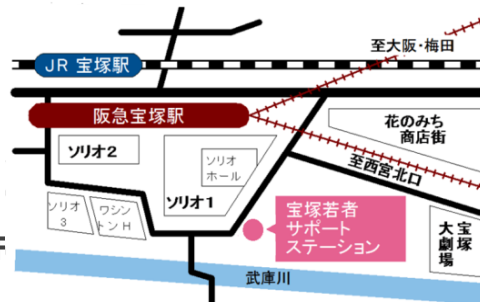 至大阪・梅田
JR 宝塚駅
阪急宝塚駅
花のみち
商店街
ソリオ2
ソリオ
ホール
至西宮北口
ソリオ1
ソリオ
3
ワシン
トンH
宝塚若者
サポート
ステーション
宝塚
大劇場
武庫川